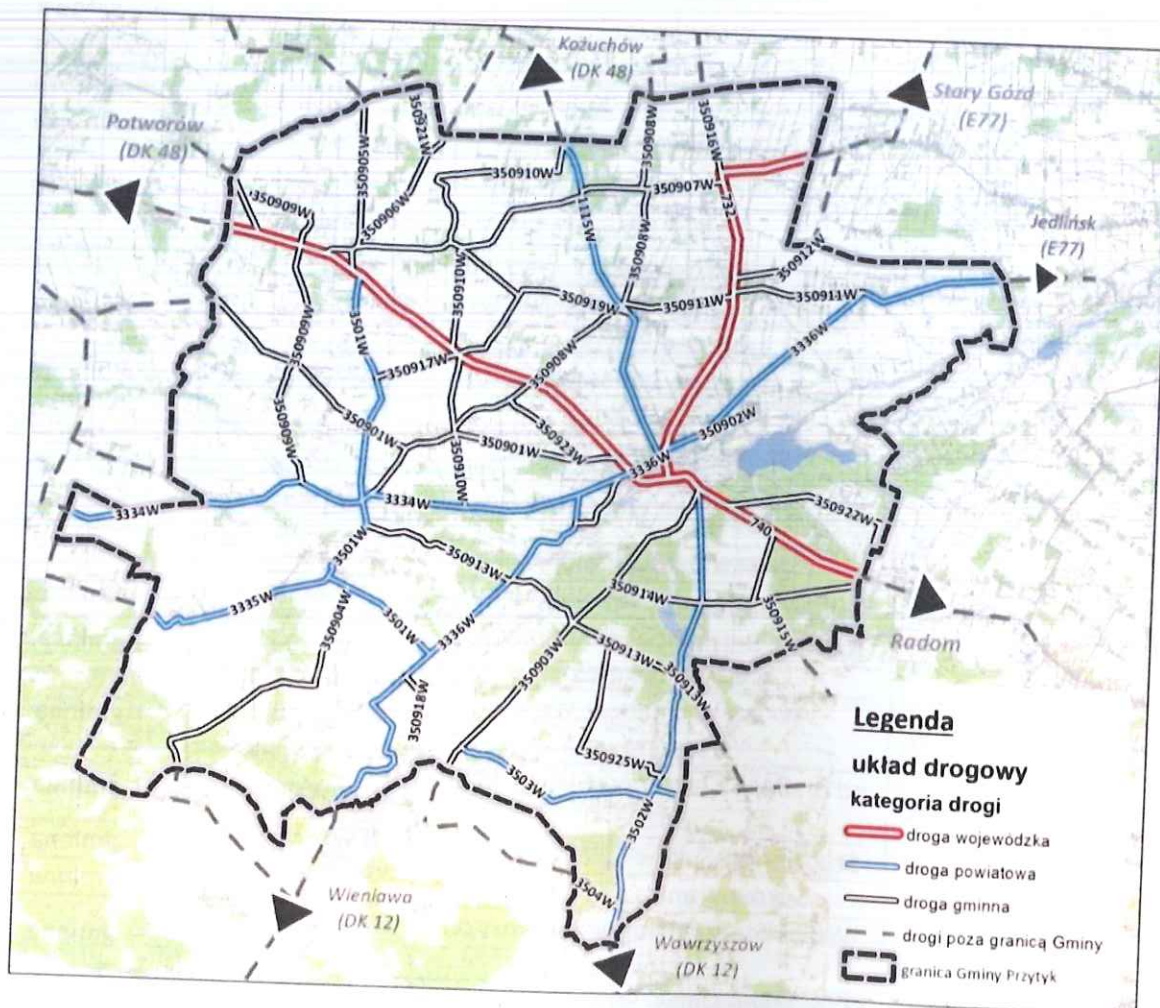 Kożuchów
(DK 48)
Stary Gózd
(E77)
Potworów
(DK 48)
Jedlińsk
(E77)
350921W
350905W
350908W
350916W
350910W
350907W
350909W
350906W
1115W
732
350908W
350912W
350910W
350919W
350911W
350911W
3501W
350909W
350917W
350908W
3336W
350901W
350902W
350909W
350901W
350923W
350910W
3336W
3334W
3334W
350922W
740
3501W
350913W
350914W
350915W
3335W
350904W
3501W
3336W
350903W
350913W
350913W
350918W
350925W
3503W
3502W
3504W
Radom
Wieniawa
(DK 12)
Wawrzyszów
(DK 12)
Legenda
układ drogowy
kategoria drogi
droga wojewódzka
droga powiatowa
droga gminna
drogi poza granicą Gminy
granica Gminy Przytyk